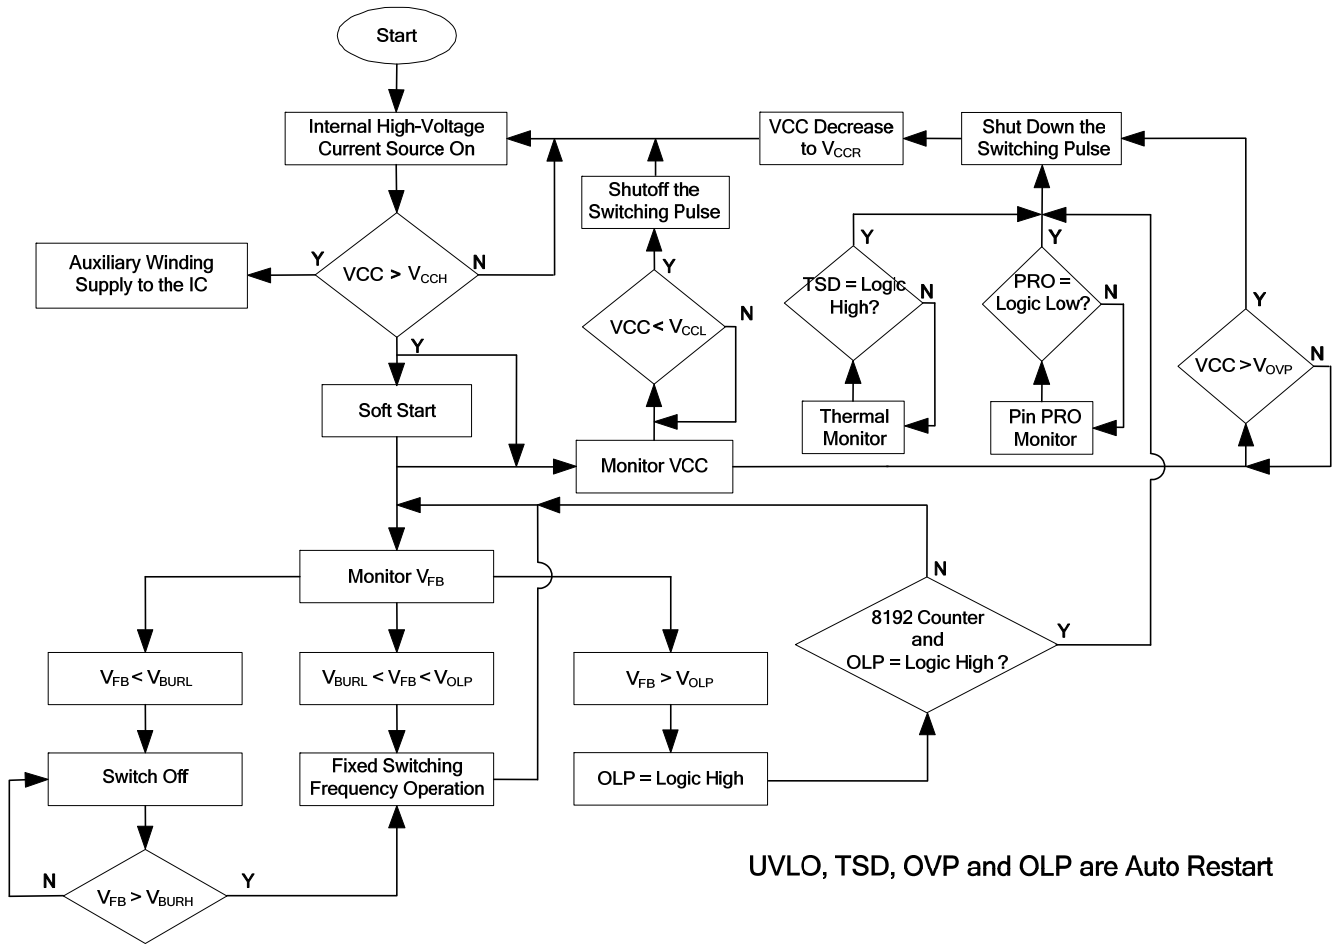 Start
Internal High-Voltage
Current Source On
VCC Decrease
to VCCR
Shut Down the
Switching Pulse
Shutoff the
Switching Pulse
Auxiliary Winding
Supply to the IC
Y
VCC > VCCH
N
Y
Y
VCC < VCCL
N
Y
TSD = Logic
High?
N
Y
PRO =
Logic Low?
N
Y
VCC > VOVP
N
Soft Start
Thermal
Monitor
Pin PRO
Monitor
Monitor VCC
Monitor VFB
N
8192 Counter
and
OLP = Logic High ?
Y
VFB < VBURL
VBURL < VFB < VOLP
VFB > VOLP
Switch Off
Fixed Switching
Frequency Operation
OLP = Logic High
N
VFB > VBURH
Y
UVLO, TSD, OVP and OLP are Auto Restart